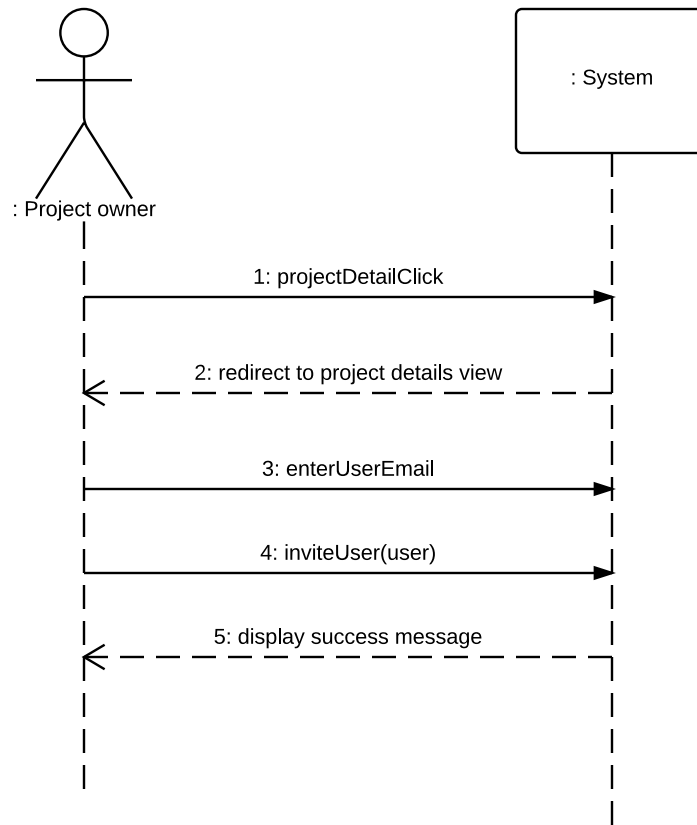 : System
: Project owner
1: projectDetailClick
2: redirect to project details view
3: enterUserEmail
4: inviteUser(user)
5: display success message